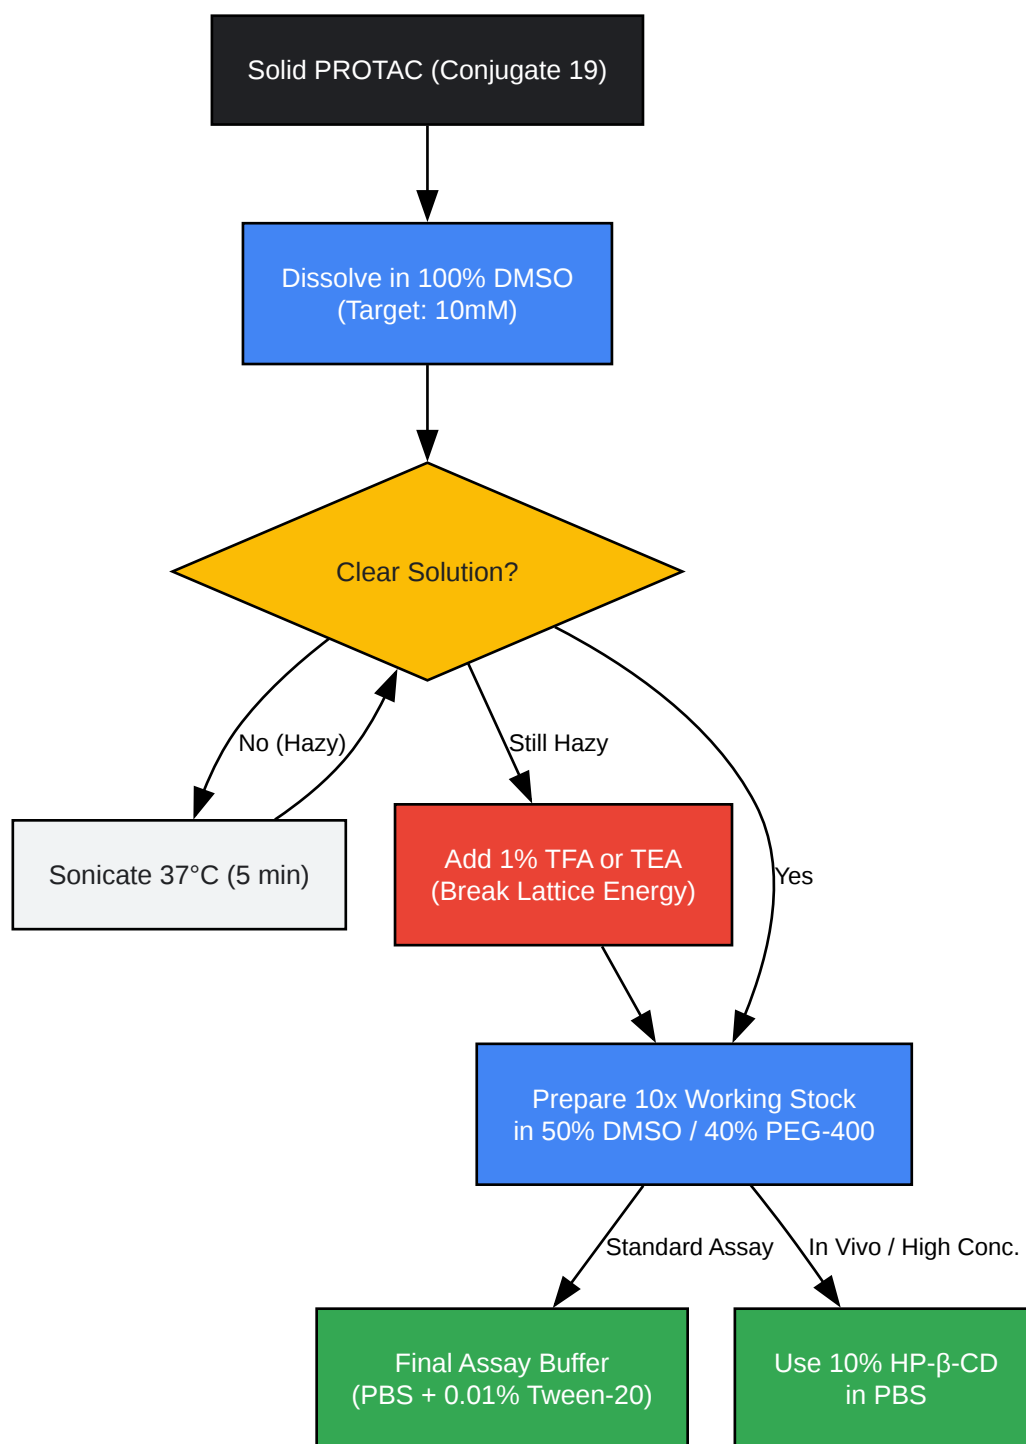 Solid PROTAC (Conjugate 19)
Dissolve in 100% DMSO
(Target: 10mM)
Clear Solution?
No (Hazy)
Still Hazy
Sonicate 37°C (5 min)
Add 1% TFA or TEA
(Break Lattice Energy)
Yes
Prepare 10x Working Stock
in 50% DMSO / 40% PEG-400
Standard Assay
In Vivo / High Conc.
Final Assay Buffer
(PBS + 0.01% Tween-20)
Use 10% HP-β-CD
in PBS